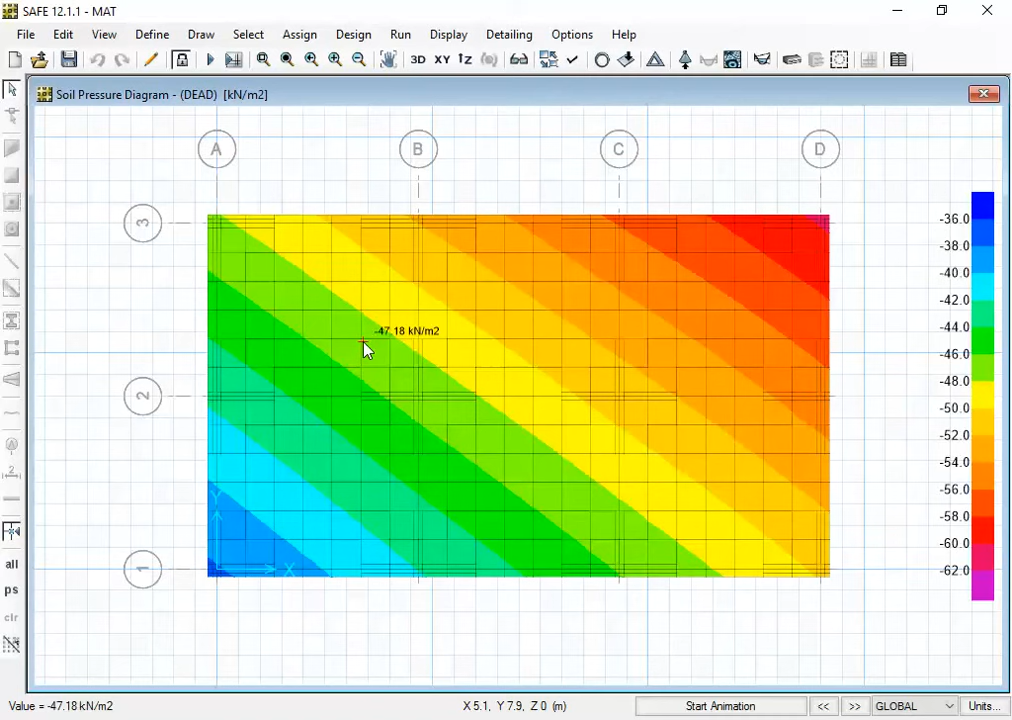 SAFE 12.1.1 - MAT
File Edit View Define Draw Select Assign Design Run Display Detailing Options Help
3D XY ↑Z
Soil Pressure Diagram - (DEAD) [kN/m2]
A B C D
3
2
1
-47.18 kN/m2
Y
X
-36.0
-38.0
-40.0
-42.0
-44.0
-46.0
-48.0
-50.0
-52.0
-54.0
-56.0
-58.0
-60.0
-62.0
2
all
ps
clr
Value = -47.18 kN/m2 X 5.1, Y 7.9, Z 0 (m) Start Animation << >> GLOBAL Units...